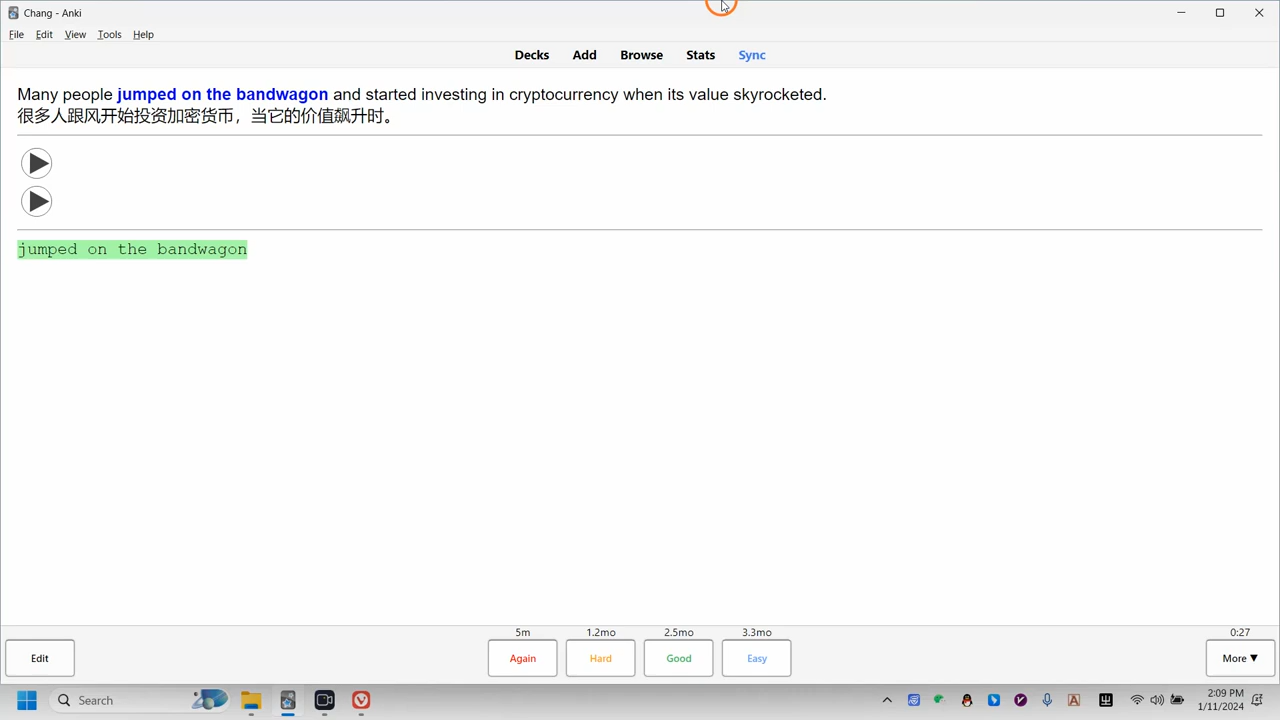 Chang - Anki
File Edit View Tools Help
Decks Add Browse Stats Sync
Many people jumped on the bandwagon and started investing in cryptocurrency when its value skyrocketed.
很多人跟风开始投资加密货币，当它的价值飙升时。
jumped on the bandwagon
5m 1.2mo 2.5mo 3.3mo 0:27
Edit Again Hard Good Easy More ▼
Search
2:09 PM
1/11/2024